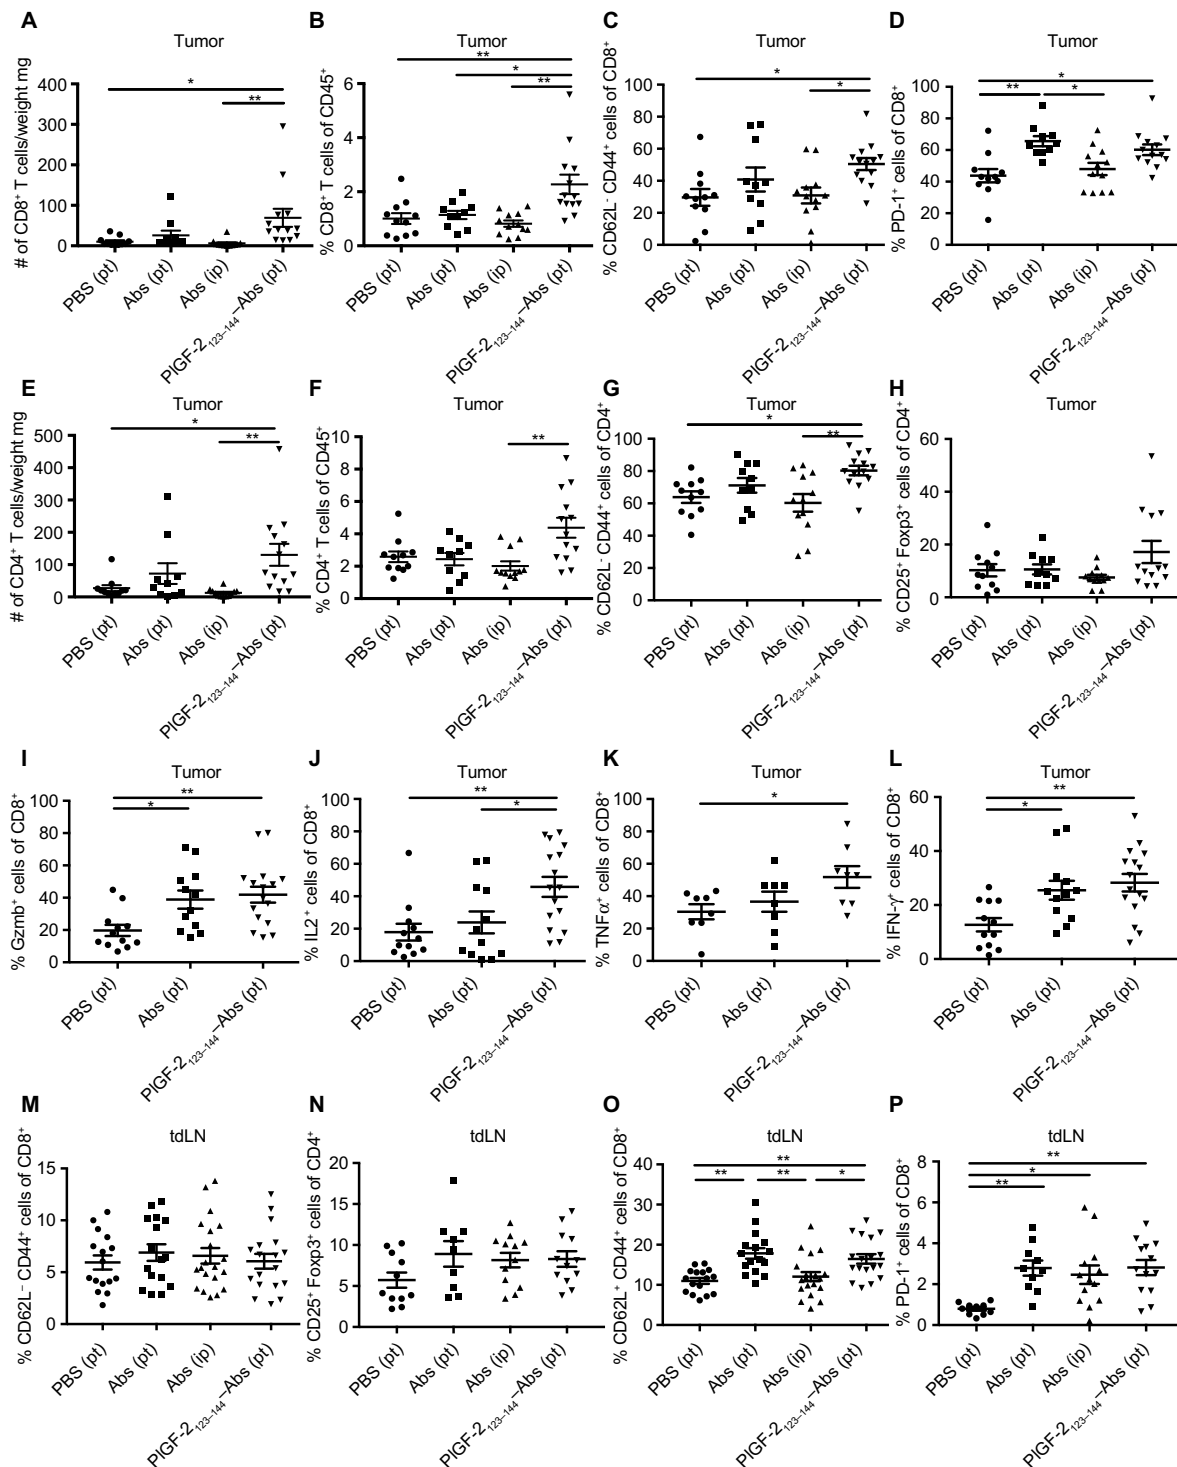 A
Tumor
# of CD8⁺ T cells/weight mg
400
300
200
100
0
*
**
PBS (pt)
Abs (pt)
Abs (ip)
PlGF-2₁₂₃₋₁₄₄–Abs (pt)
B
Tumor
% CD8⁺ T cells of CD45⁺
6
4
2
0
**
*
**
PBS (pt)
Abs (pt)
Abs (ip)
PlGF-2₁₂₃₋₁₄₄–Abs (pt)
C
Tumor
% CD62L⁻ CD44⁺ cells of CD8⁺
100
80
60
40
20
0
*
*
PBS (pt)
Abs (pt)
Abs (ip)
PlGF-2₁₂₃₋₁₄₄–Abs (pt)
D
Tumor
% PD-1⁺ cells of CD8⁺
100
80
60
40
20
0
*
**
*
PBS (pt)
Abs (pt)
Abs (ip)
PlGF-2₁₂₃₋₁₄₄–Abs (pt)
E
Tumor
# of CD4⁺ T cells/weight mg
500
400
300
200
100
0
*
**
PBS (pt)
Abs (pt)
Abs (ip)
PlGF-2₁₂₃₋₁₄₄–Abs (pt)
F
Tumor
% CD4⁺ T cells of CD45⁺
10
8
6
4
2
0
**
PBS (pt)
Abs (pt)
Abs (ip)
PlGF-2₁₂₃₋₁₄₄–Abs (pt)
G
Tumor
% CD62L⁻ CD44⁺ cells of CD4⁺
100
80
60
40
20
0
*
**
PBS (pt)
Abs (pt)
Abs (ip)
PlGF-2₁₂₃₋₁₄₄–Abs (pt)
H
Tumor
% CD25⁺ Foxp3⁺ cells of CD4⁺
60
40
20
0
PBS (pt)
Abs (pt)
Abs (ip)
PlGF-2₁₂₃₋₁₄₄–Abs (pt)
I
Tumor
% Gzmb⁺ cells of CD8⁺
100
80
60
40
20
0
**
*
PBS (pt)
Abs (pt)
PlGF-2₁₂₃₋₁₄₄–Abs (pt)
J
Tumor
% IL2⁺ cells of CD8⁺
100
80
60
40
20
0
**
*
PBS (pt)
Abs (pt)
PlGF-2₁₂₃₋₁₄₄–Abs (pt)
K
Tumor
% TNFα⁺ cells of CD8⁺
100
80
60
40
20
0
*
PBS (pt)
Abs (pt)
PlGF-2₁₂₃₋₁₄₄–Abs (pt)
L
Tumor
% IFN-γ⁺ cells of CD8⁺
60
40
20
0
**
*
PBS (pt)
Abs (pt)
PlGF-2₁₂₃₋₁₄₄–Abs (pt)
M
tdLN
% CD62L⁻ CD44⁺ cells of CD8⁺
15
10
5
0
PBS (pt)
Abs (pt)
Abs (ip)
PlGF-2₁₂₃₋₁₄₄–Abs (pt)
N
tdLN
% CD25⁺ Foxp3⁺ cells of CD4⁺
20
15
10
5
0
PBS (pt)
Abs (pt)
Abs (ip)
PlGF-2₁₂₃₋₁₄₄–Abs (pt)
O
tdLN
% CD62L⁺ CD44⁺ cells of CD8⁺
40
30
20
10
0
**
**
**
*
PBS (pt)
Abs (pt)
Abs (ip)
PlGF-2₁₂₃₋₁₄₄–Abs (pt)
P
tdLN
% PD-1⁺ cells of CD8⁺
8
6
4
2
0
**
*
**
PBS (pt)
Abs (pt)
Abs (ip)
PlGF-2₁₂₃₋₁₄₄–Abs (pt)